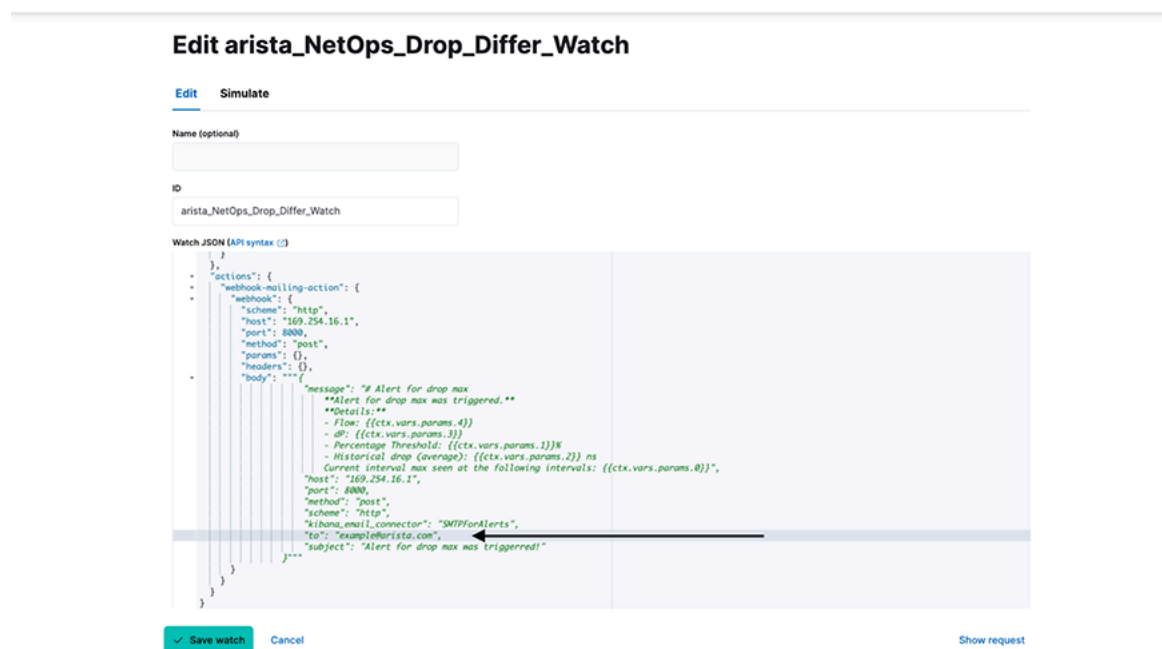 Edit arista_NetOps_Drop_Differ_Watch
Edit Simulate
Name (optional)
ID
arista_NetOps_Drop_Differ_Watch
Watch JSON (API syntax)
}
},
"actions": {
"webhook-mailing-action": {
"webhook": {
"scheme": "http",
"host": "169.254.16.1",
"port": 8000,
"method": "post",
"params": {},
"headers": {},
"body": """{
"message": "# Alert for drop max
**Alert for drop max was triggered.**
**Details:**
- Flow: {{ctx.vars.params.4}}
- dP: {{ctx.vars.params.3}}
- Percentage Threshold: {{ctx.vars.params.1}}%
- Historical drop (average): {{ctx.vars.params.2}} ns
Current interval max seen at the following intervals: {{ctx.vars.params.0}}",
"host": "169.254.16.1",
"port": 8000,
"method": "post",
"scheme": "http",
"kibana_email_connector": "SMTPForAlerts",
"to": "example@arista.com",
"subject": "Alert for drop max was triggerred!"
}"""
}
}
}
}
Save watch Cancel Show request